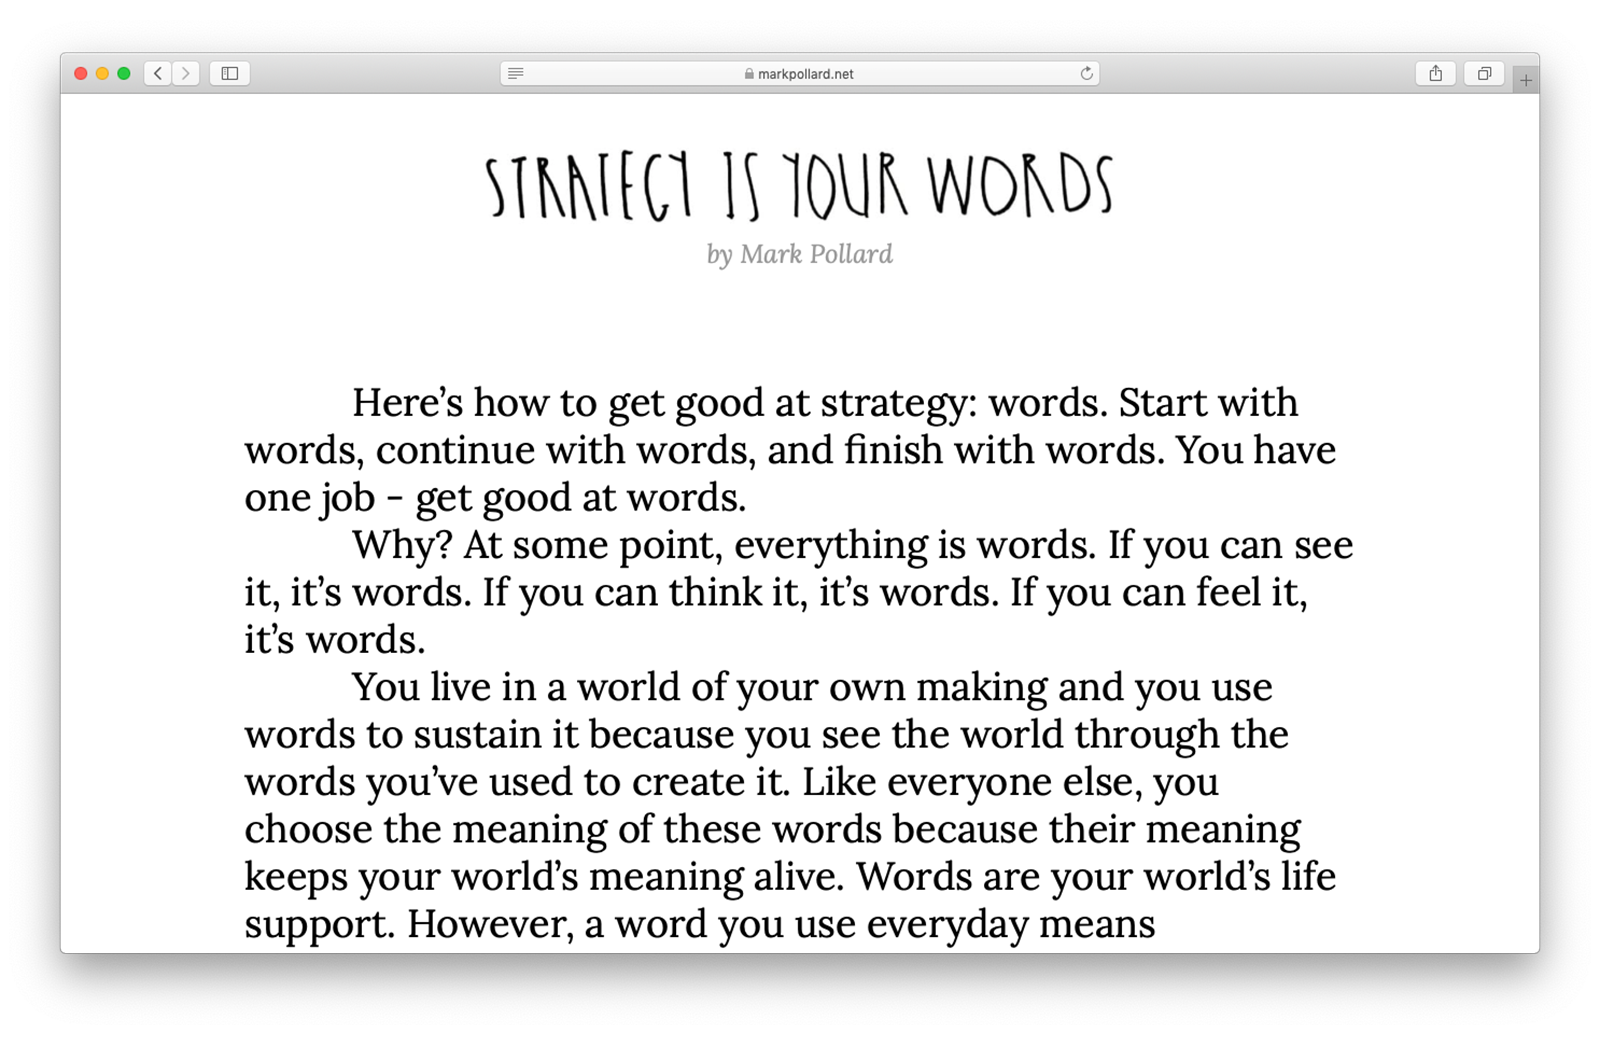 markpollard.net
STRATEGY IS YOUR WORDS
by Mark Pollard
Here’s how to get good at strategy: words. Start with
words, continue with words, and finish with words. You have
one job - get good at words.
Why? At some point, everything is words. If you can see
it, it’s words. If you can think it, it’s words. If you can feel it,
it’s words.
You live in a world of your own making and you use
words to sustain it because you see the world through the
words you’ve used to create it. Like everyone else, you
choose the meaning of these words because their meaning
keeps your world’s meaning alive. Words are your world’s life
support. However, a word you use everyday means